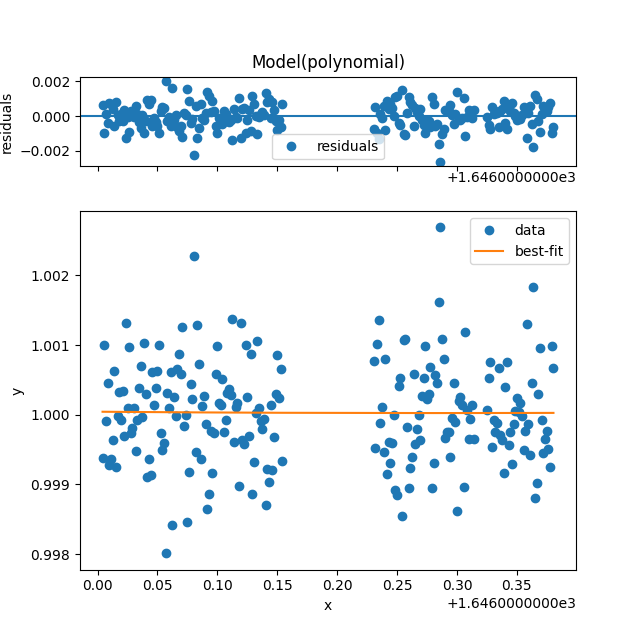 Model(polynomial)
0.002
0.000
−0.002
residuals
residuals
+1.6460000000e3
1.002
1.001
1.000
0.999
0.998
y
data
best-fit
0.00 0.05 0.10 0.15 0.20 0.25 0.30 0.35
x
+1.6460000000e3